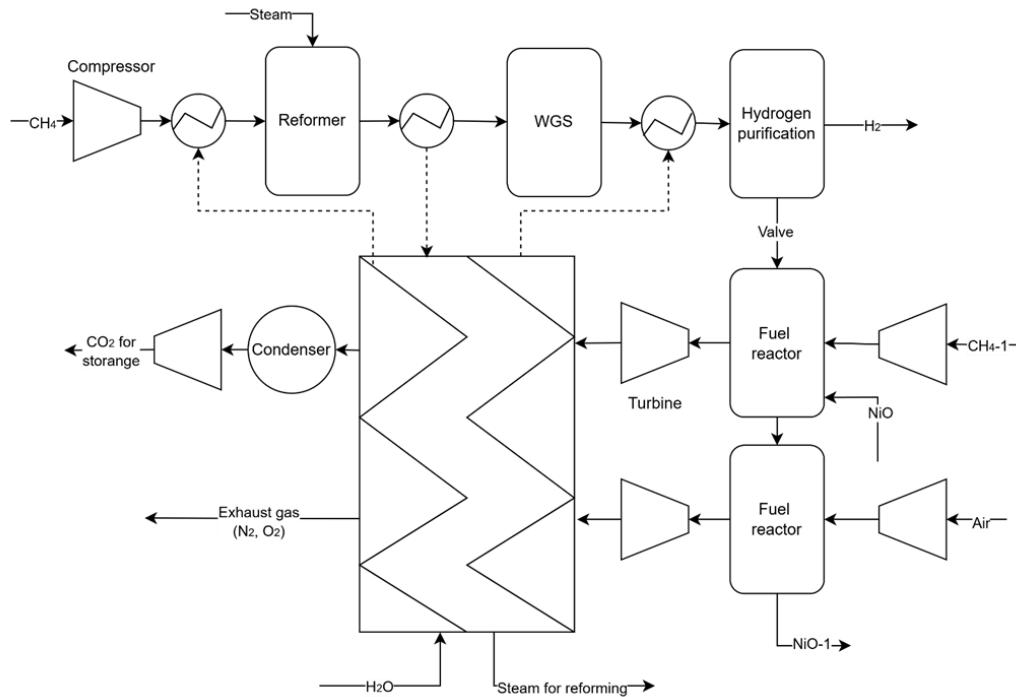 Steam
Compressor
CH₄
Reformer
WGS
Hydrogen
purification
H₂
Valve
CO₂ for
storange
Condenser
Turbine
Fuel
reactor
CH₄-1
NiO
Exhaust gas
(N₂, O₂)
Fuel
reactor
Air
NiO-1
H₂O
Steam for reforming